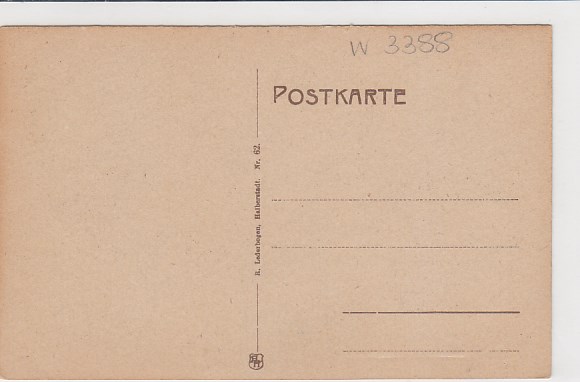 W 3388
POSTKARTE
R. Lederbogen, Halberstadt. Nr. 62.